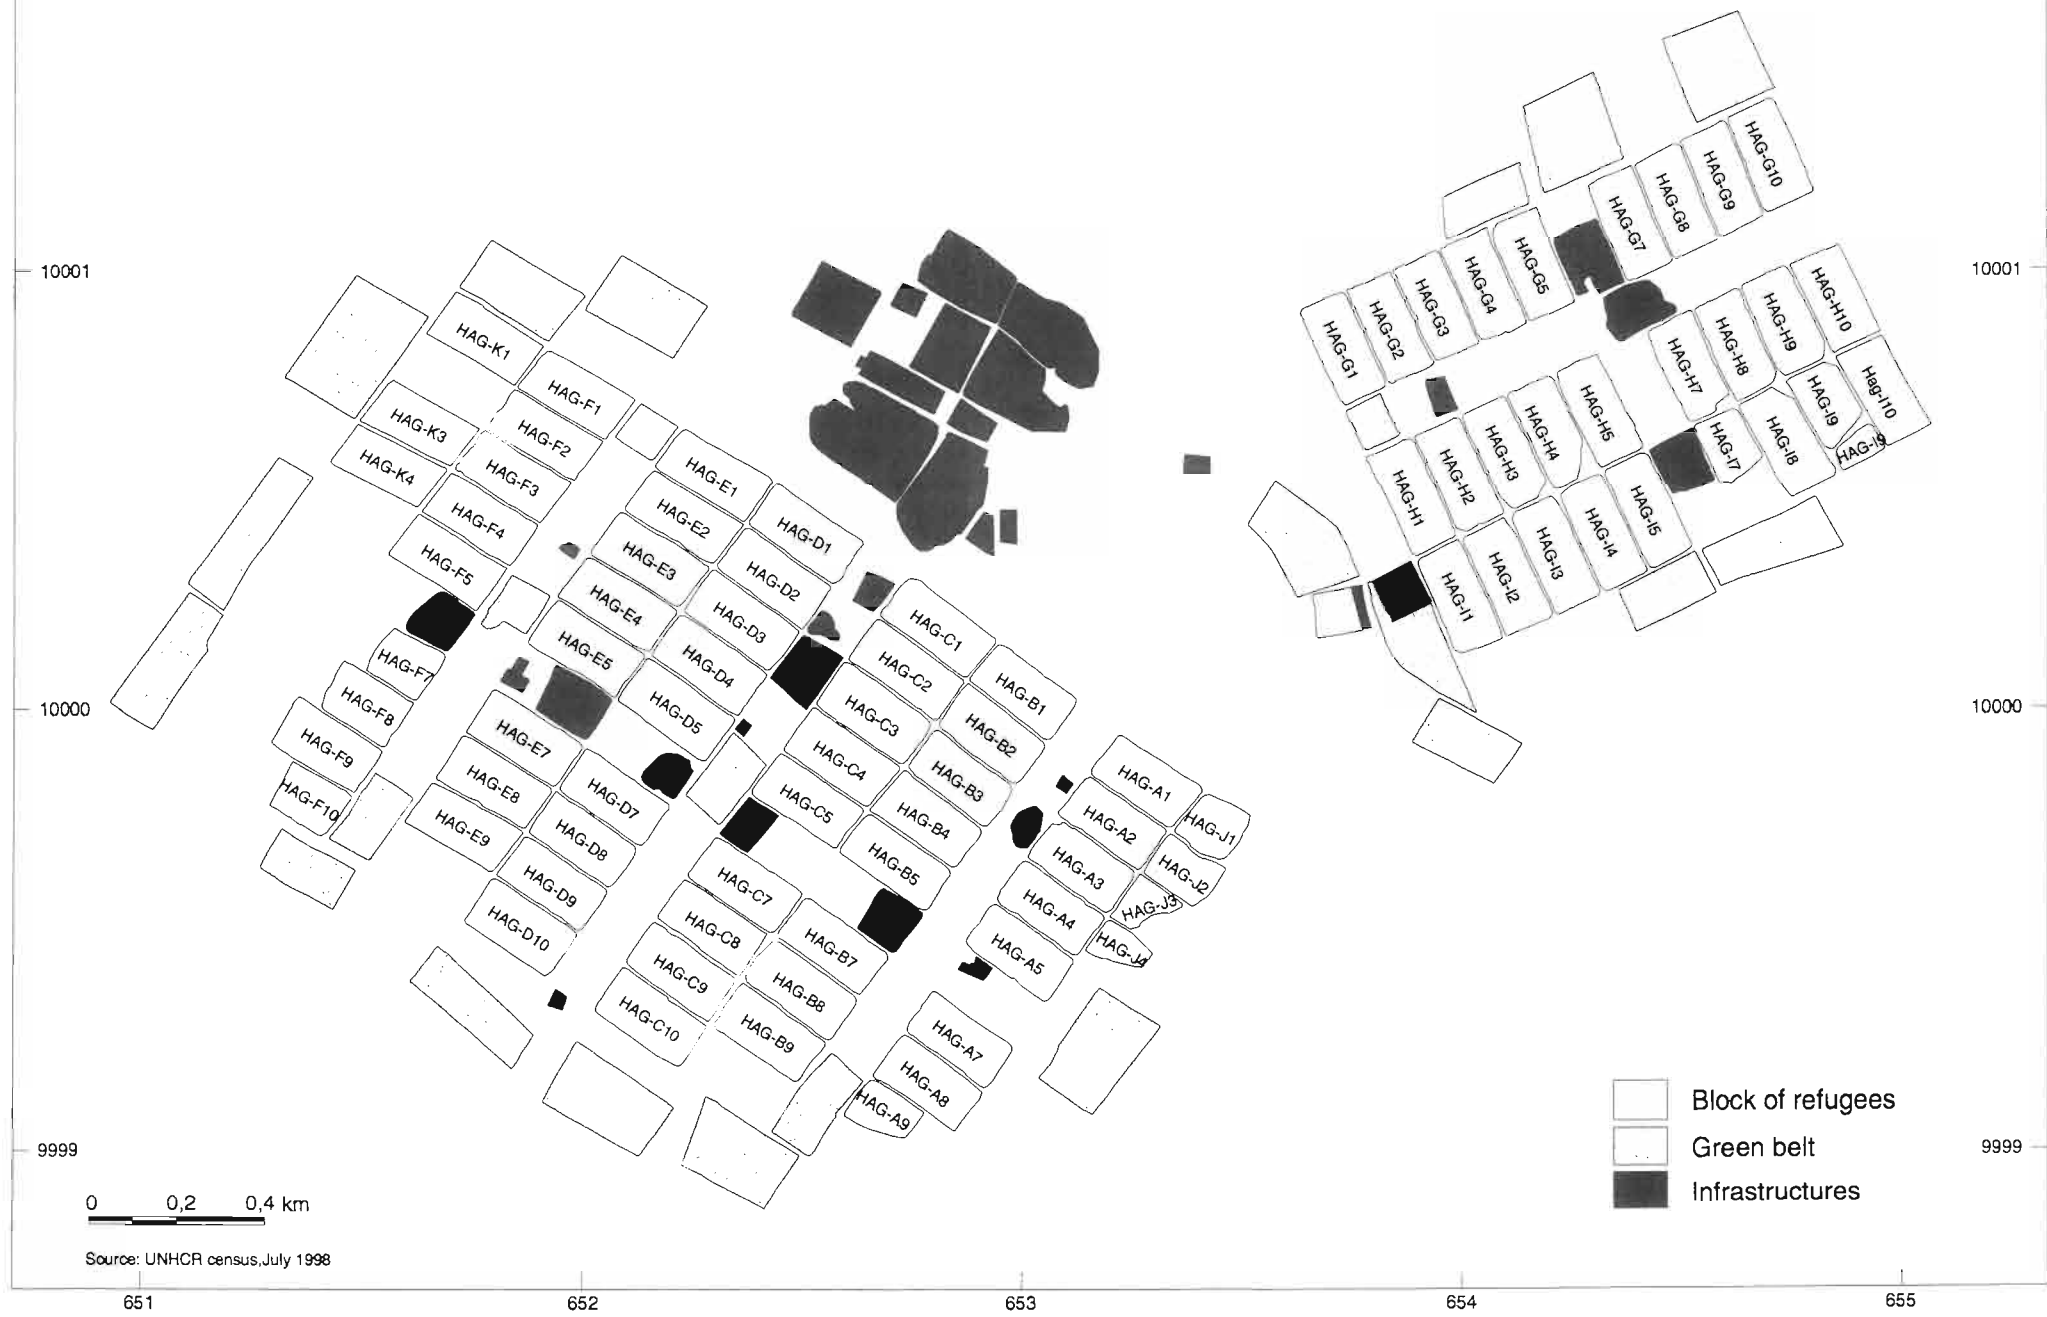 HAG-G10
HAG-G9
HAG-G8
HAG-G7
HAG-G5
HAG-G4
HAG-G3
HAG-G2
HAG-G1
10001
10001
HAG-H10
HAG-H9
HAG-H8
HAG-H7
Hag-I10
HAG-I9
HAG-I9
HAG-I8
HAG-I7
HAG-H5
HAG-H4
HAG-H3
HAG-H2
HAG-H1
HAG-I5
HAG-I4
HAG-I3
HAG-I2
HAG-I1
HAG-K1
HAG-K3
HAG-K4
HAG-F1
HAG-F2
HAG-F3
HAG-F4
HAG-F5
HAG-F7
HAG-F8
HAG-F9
HAG-F10
HAG-E1
HAG-E2
HAG-E3
HAG-E4
HAG-E5
HAG-E7
HAG-E8
HAG-E9
HAG-D1
HAG-D2
HAG-D3
HAG-D4
HAG-D5
HAG-D7
HAG-D8
HAG-D9
HAG-D10
HAG-C1
HAG-C2
HAG-C3
HAG-C4
HAG-C5
HAG-C7
HAG-C8
HAG-C9
HAG-C10
HAG-B1
HAG-B2
HAG-B3
HAG-B4
HAG-B5
HAG-B7
HAG-B8
HAG-B9
HAG-A1
HAG-A2
HAG-A3
HAG-A4
HAG-A5
HAG-A7
HAG-A8
HAG-A9
HAG-J1
HAG-J2
HAG-J3
HAG-J4
10000
10000
9999
9999
Block of refugees
Green belt
Infrastructures
0 0,2 0,4 km
Source: UNHCR census,July 1998
651 652 653 654 655